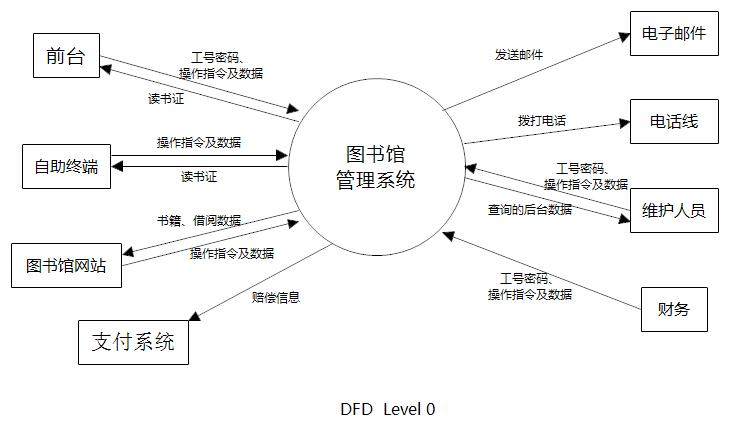 前台
工号密码、
操作指令及数据
读书证
自助终端
操作指令及数据
读书证
书籍、借阅数据
图书馆网站
操作指令及数据
赔偿信息
支付系统
图书馆
管理系统
电子邮件
发送邮件
拨打电话
电话线
工号密码、
操作指令及数据
查询的后台数据
维护人员
工号密码、
操作指令及数据
财务
DFD Level 0